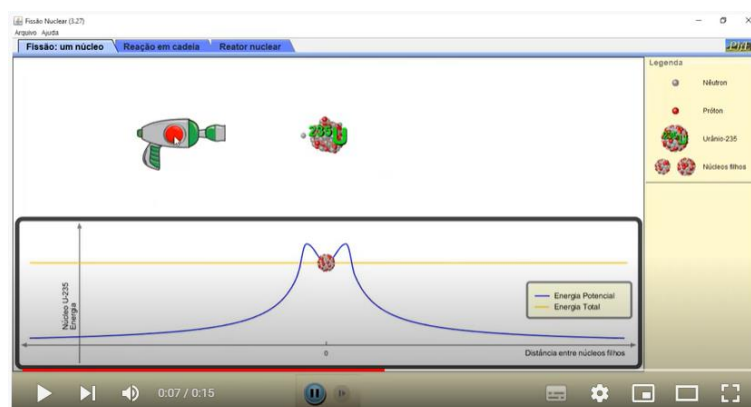 Fissão Nuclear (3.27)
Arquivo Ajuda
Fissão: um núcleo
Reação em cadeia
Reator nuclear
PhET
Legenda
Nêutron
Próton
235U
Urânio-235
Núcleos filhos
235U
Núcleo U-235
Energia
Energia Potencial
Energia Total
0
Distância entre núcleos filhos
0:07 / 0:15